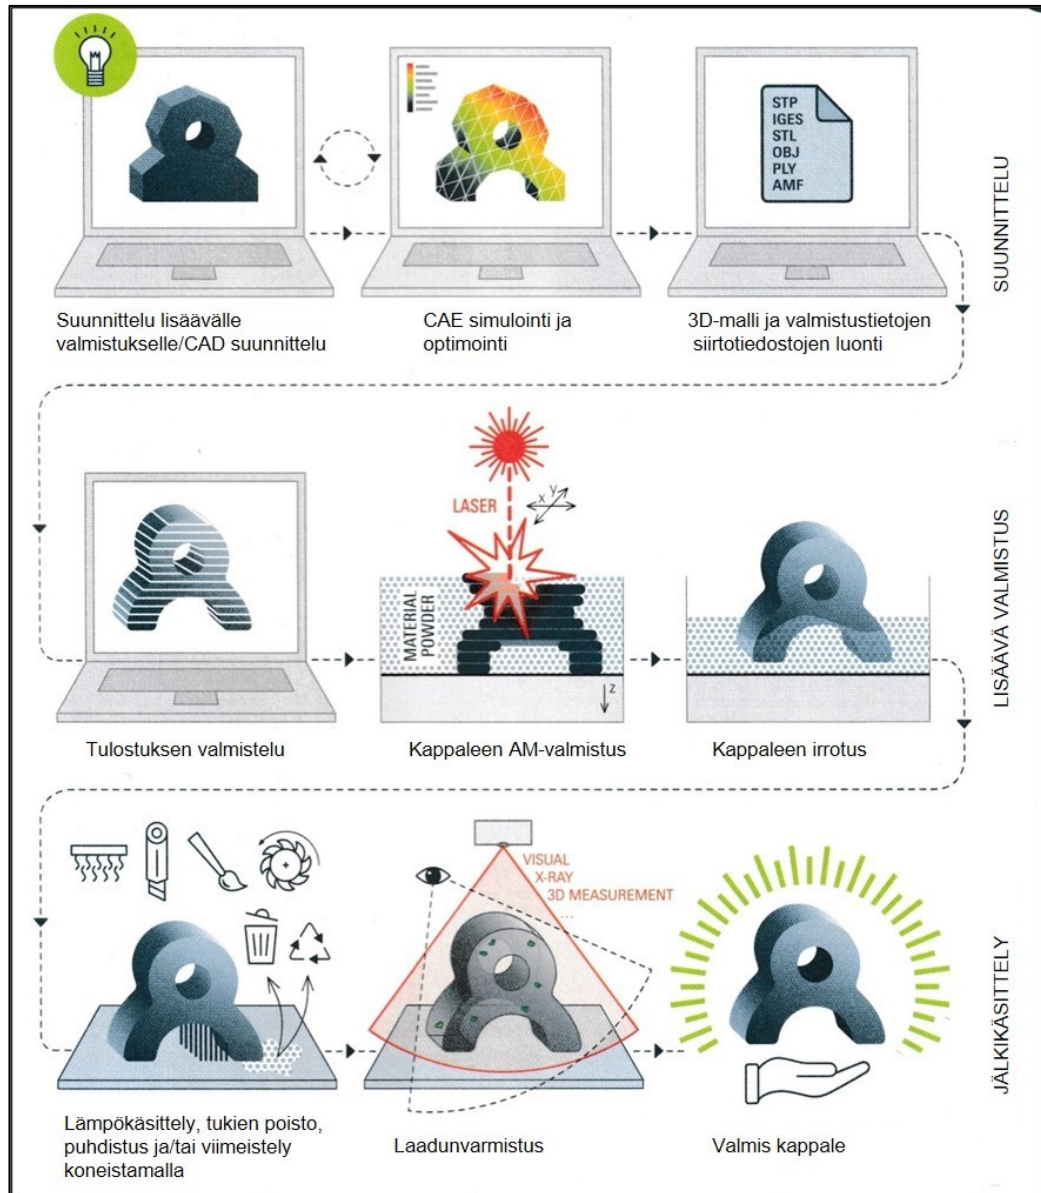 STP
IGES
STL
OBJ
PLY
AMF
SUUNNITTELU
Suunnittelu lisäävälle
valmistukselle/CAD suunnittelu
CAE simulointi ja
optimointi
3D-malli ja valmistustietojen
siirtotiedostojen luonti
LASER
x
y
MATERIAL
POWDER
z
LISÄÄVÄ VALMISTUS
Tulostuksen valmistelu
Kappaleen AM-valmistus
Kappaleen irrotus
VISUAL
X-RAY
3D MEASUREMENT
...
JÄLKIKÄSITTELY
Lämpökäsittely, tukien poisto,
puhdistus ja/tai viimeistely
koneistamalla
Laadunvarmistus
Valmis kappale